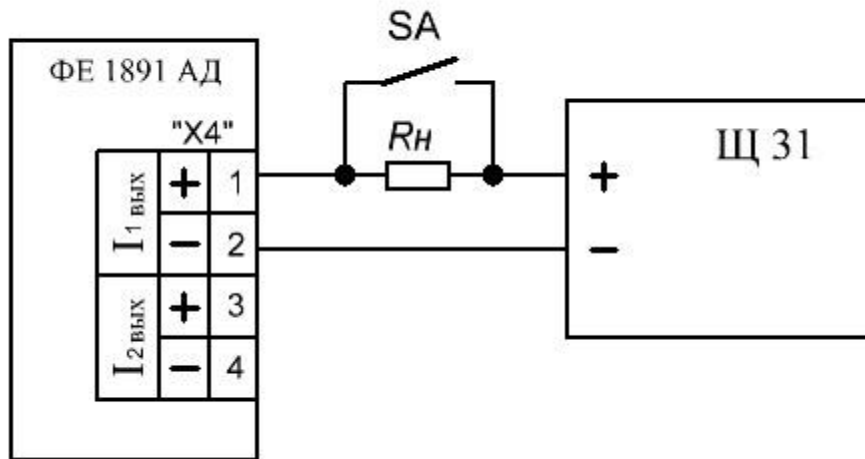 SA
ФЕ 1891 АД
"X4"
Rн
Щ 31
I1 вых
+ 1
+
− 2
−
I2 вых
+ 3
− 4